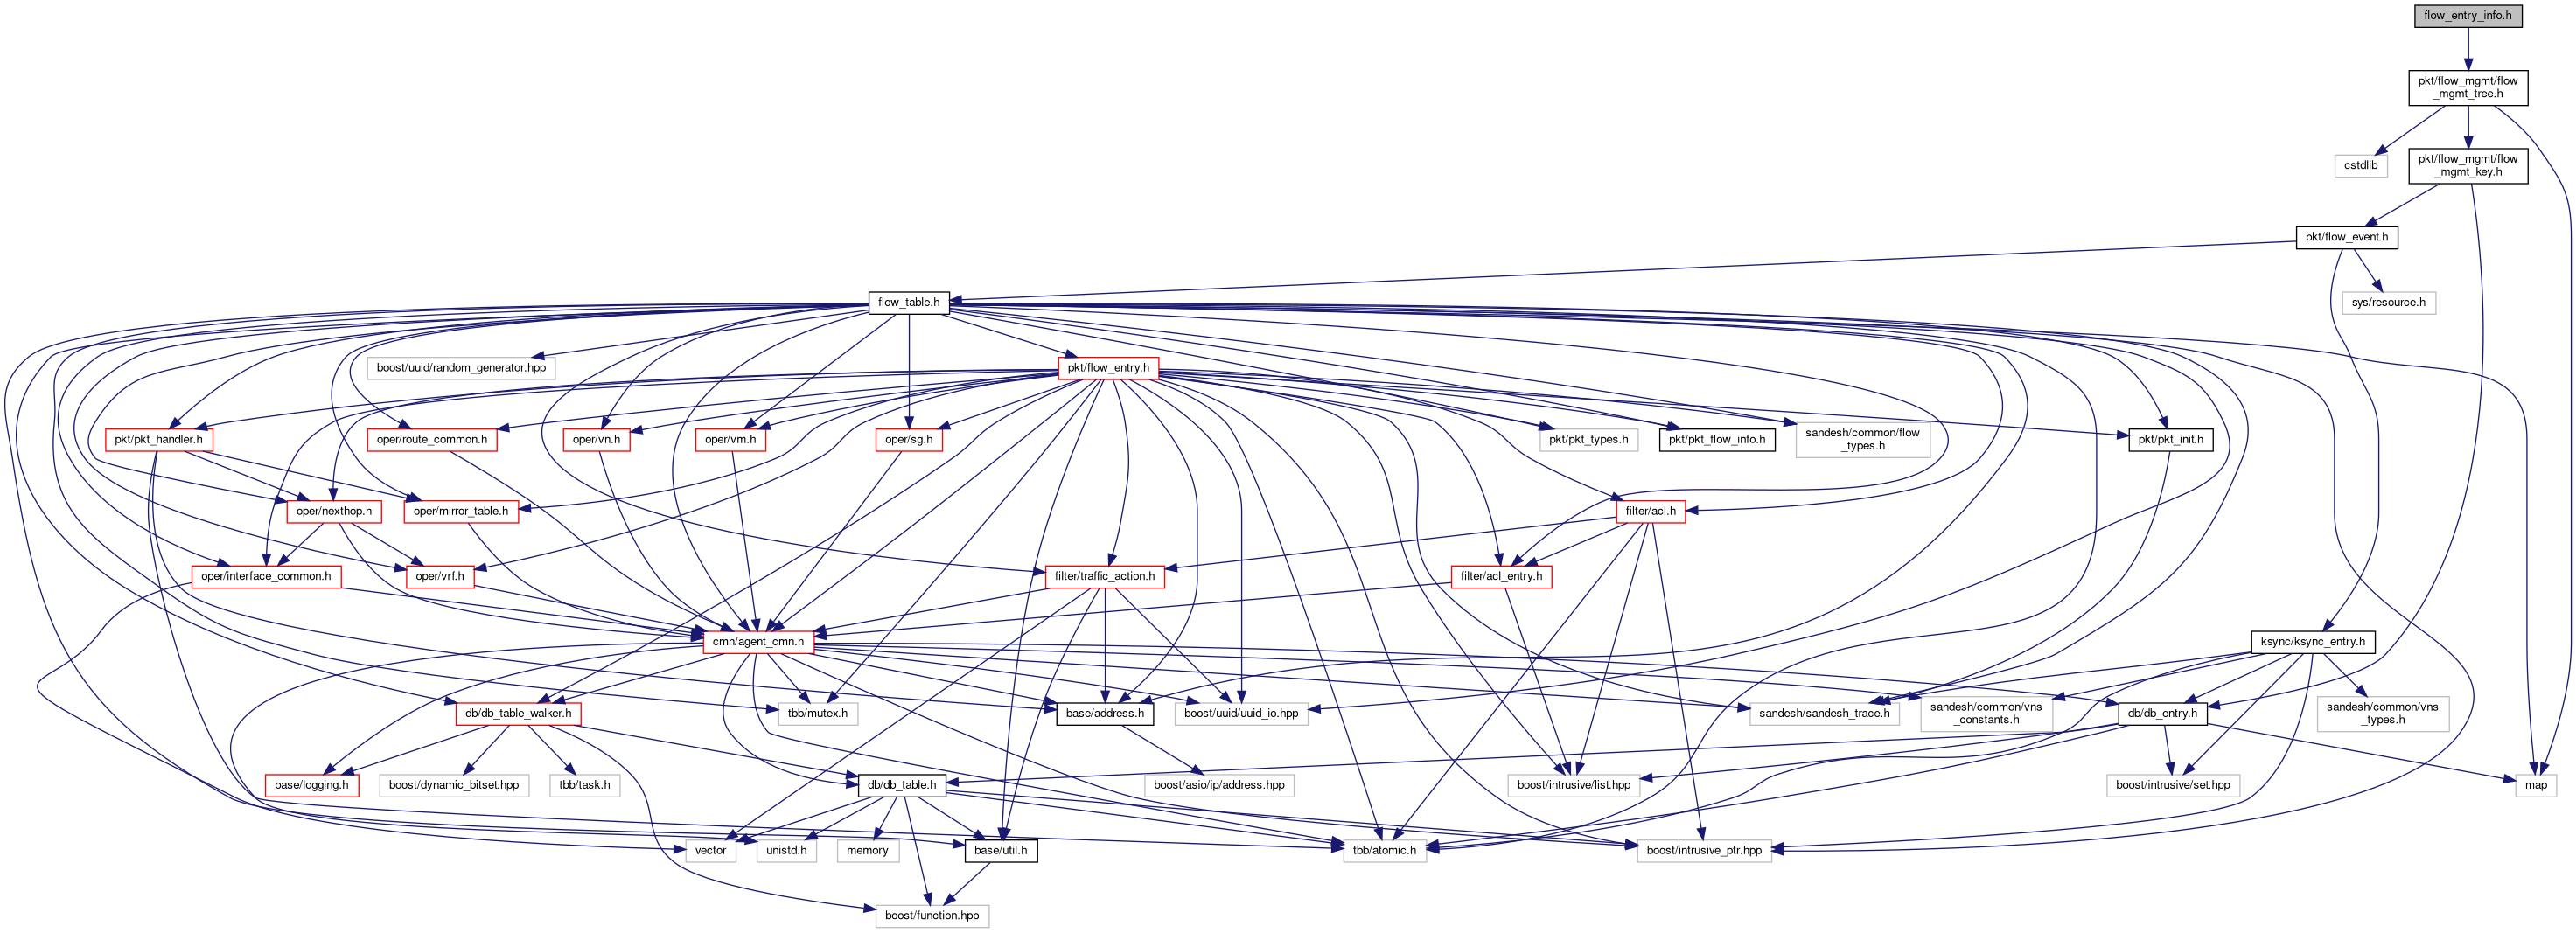 flow_entry_info.h
pkt/flow_mgmt/flow
_mgmt_tree.h
cstdlib
pkt/flow_mgmt/flow
_mgmt_key.h
pkt/flow_event.h
flow_table.h
sys/resource.h
boost/uuid/random_generator.hpp
pkt/flow_entry.h
pkt/pkt_handler.h
oper/route_common.h
oper/vn.h
oper/vm.h
oper/sg.h
pkt/pkt_types.h
pkt/pkt_flow_info.h
sandesh/common/flow
_types.h
pkt/pkt_init.h
oper/nexthop.h
oper/mirror_table.h
filter/acl.h
oper/interface_common.h
oper/vrf.h
filter/traffic_action.h
filter/acl_entry.h
cmn/agent_cmn.h
ksync/ksync_entry.h
db/db_table_walker.h
tbb/mutex.h
base/address.h
boost/uuid/uuid_io.hpp
sandesh/sandesh_trace.h
sandesh/common/vns
_constants.h
db/db_entry.h
sandesh/common/vns
_types.h
base/logging.h
boost/dynamic_bitset.hpp
tbb/task.h
db/db_table.h
boost/asio/ip/address.hpp
boost/intrusive/list.hpp
boost/intrusive/set.hpp
map
vector
unistd.h
memory
base/util.h
tbb/atomic.h
boost/intrusive_ptr.hpp
boost/function.hpp